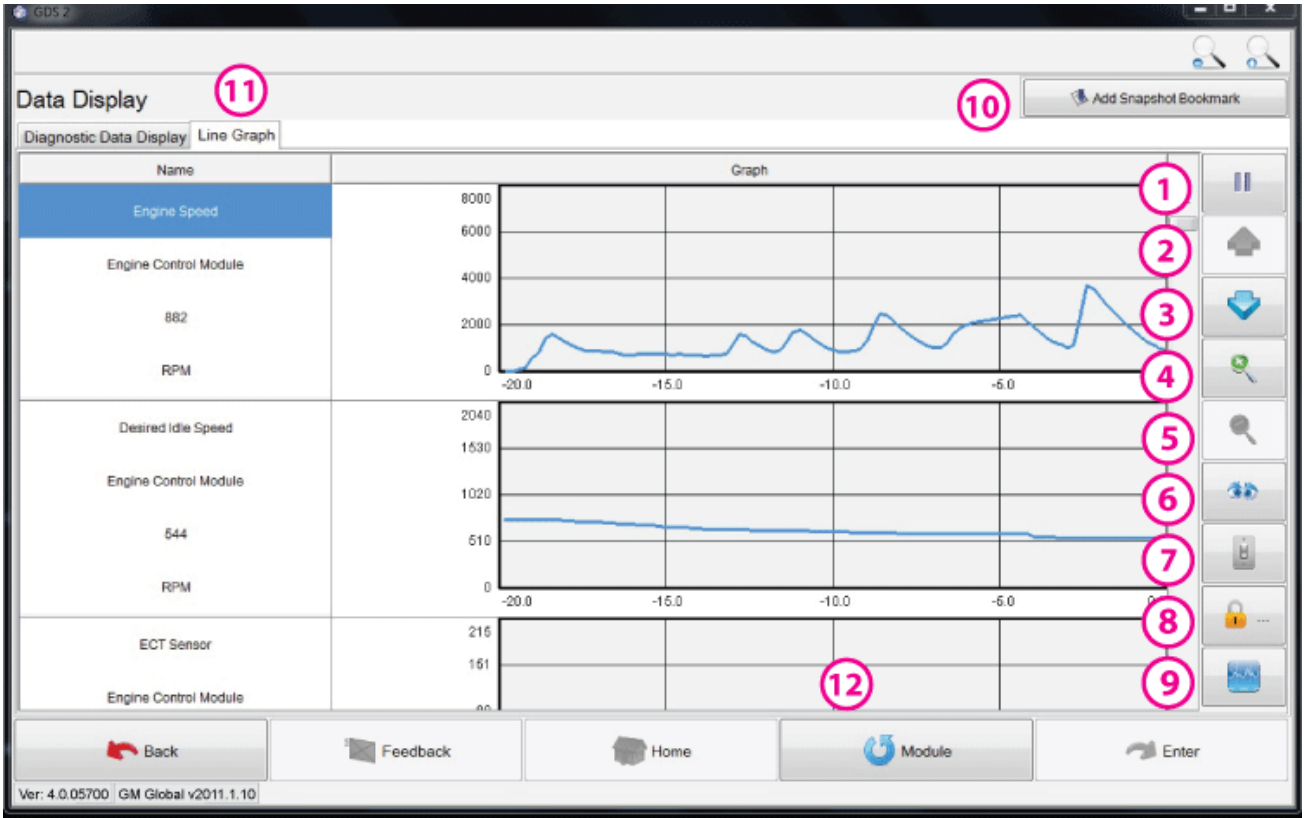 GDS 2
Data Display
11
10
Add Snapshot Bookmark
Diagnostic Data Display
Line Graph
Name
Graph
Engine Speed
Engine Control Module
882
RPM
8000
6000
4000
2000
0
-20.0
-15.0
-10.0
-5.0
Desired Idle Speed
Engine Control Module
544
RPM
2040
1530
1020
510
0
-20.0
-15.0
-10.0
-5.0
ECT Sensor
Engine Control Module
215
161
1
2
3
4
5
6
7
8
...
9
12
Back
Feedback
Home
Module
Enter
Ver: 4.0.05700
GM Global v2011.1.10